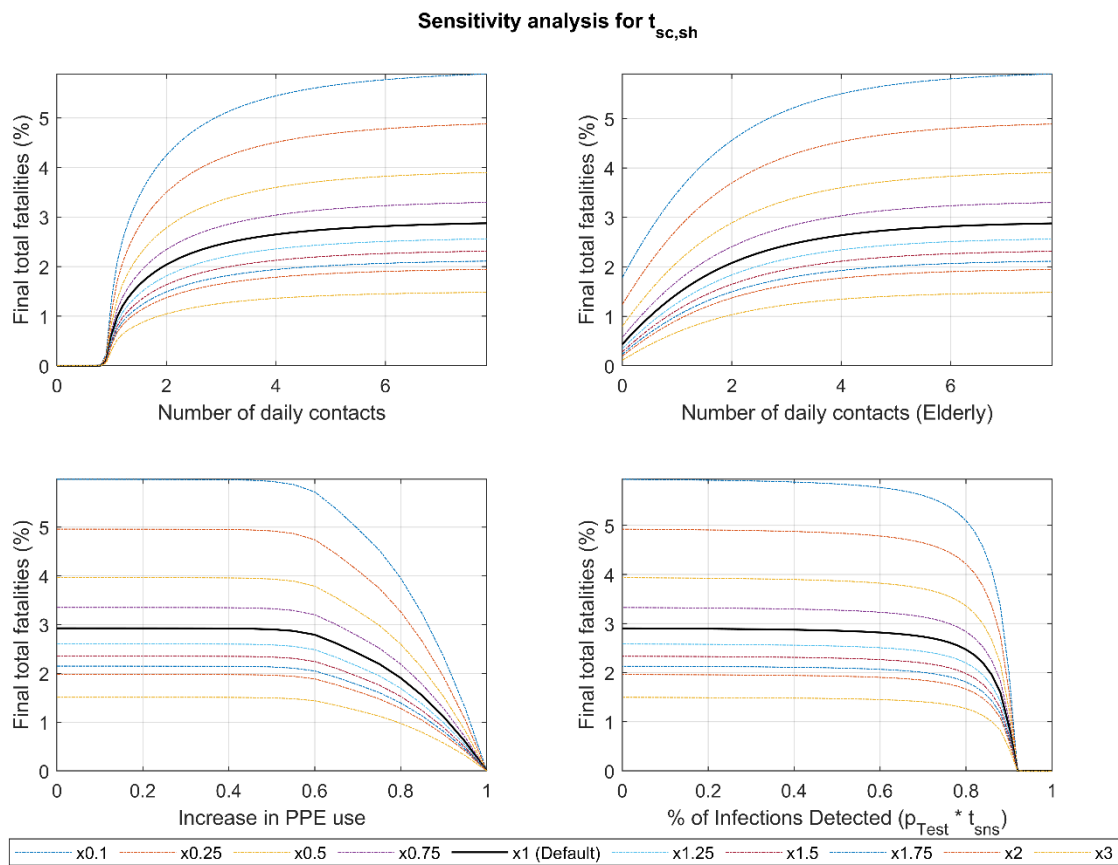 Sensitivity analysis for t_sc,sh
Final total fatalities (%)
5
4
3
2
1
0
0 2 4 6
Number of daily contacts
Final total fatalities (%)
5
4
3
2
1
0
0 2 4 6
Number of daily contacts (Elderly)
Final total fatalities (%)
5
4
3
2
1
0
0 0.2 0.4 0.6 0.8 1
Increase in PPE use
Final total fatalities (%)
5
4
3
2
1
0
0 0.2 0.4 0.6 0.8 1
% of Infections Detected (p_Test * t_sns)
x0.1 x0.25 x0.5 x0.75 x1 (Default) x1.25 x1.5 x1.75 x2 x3